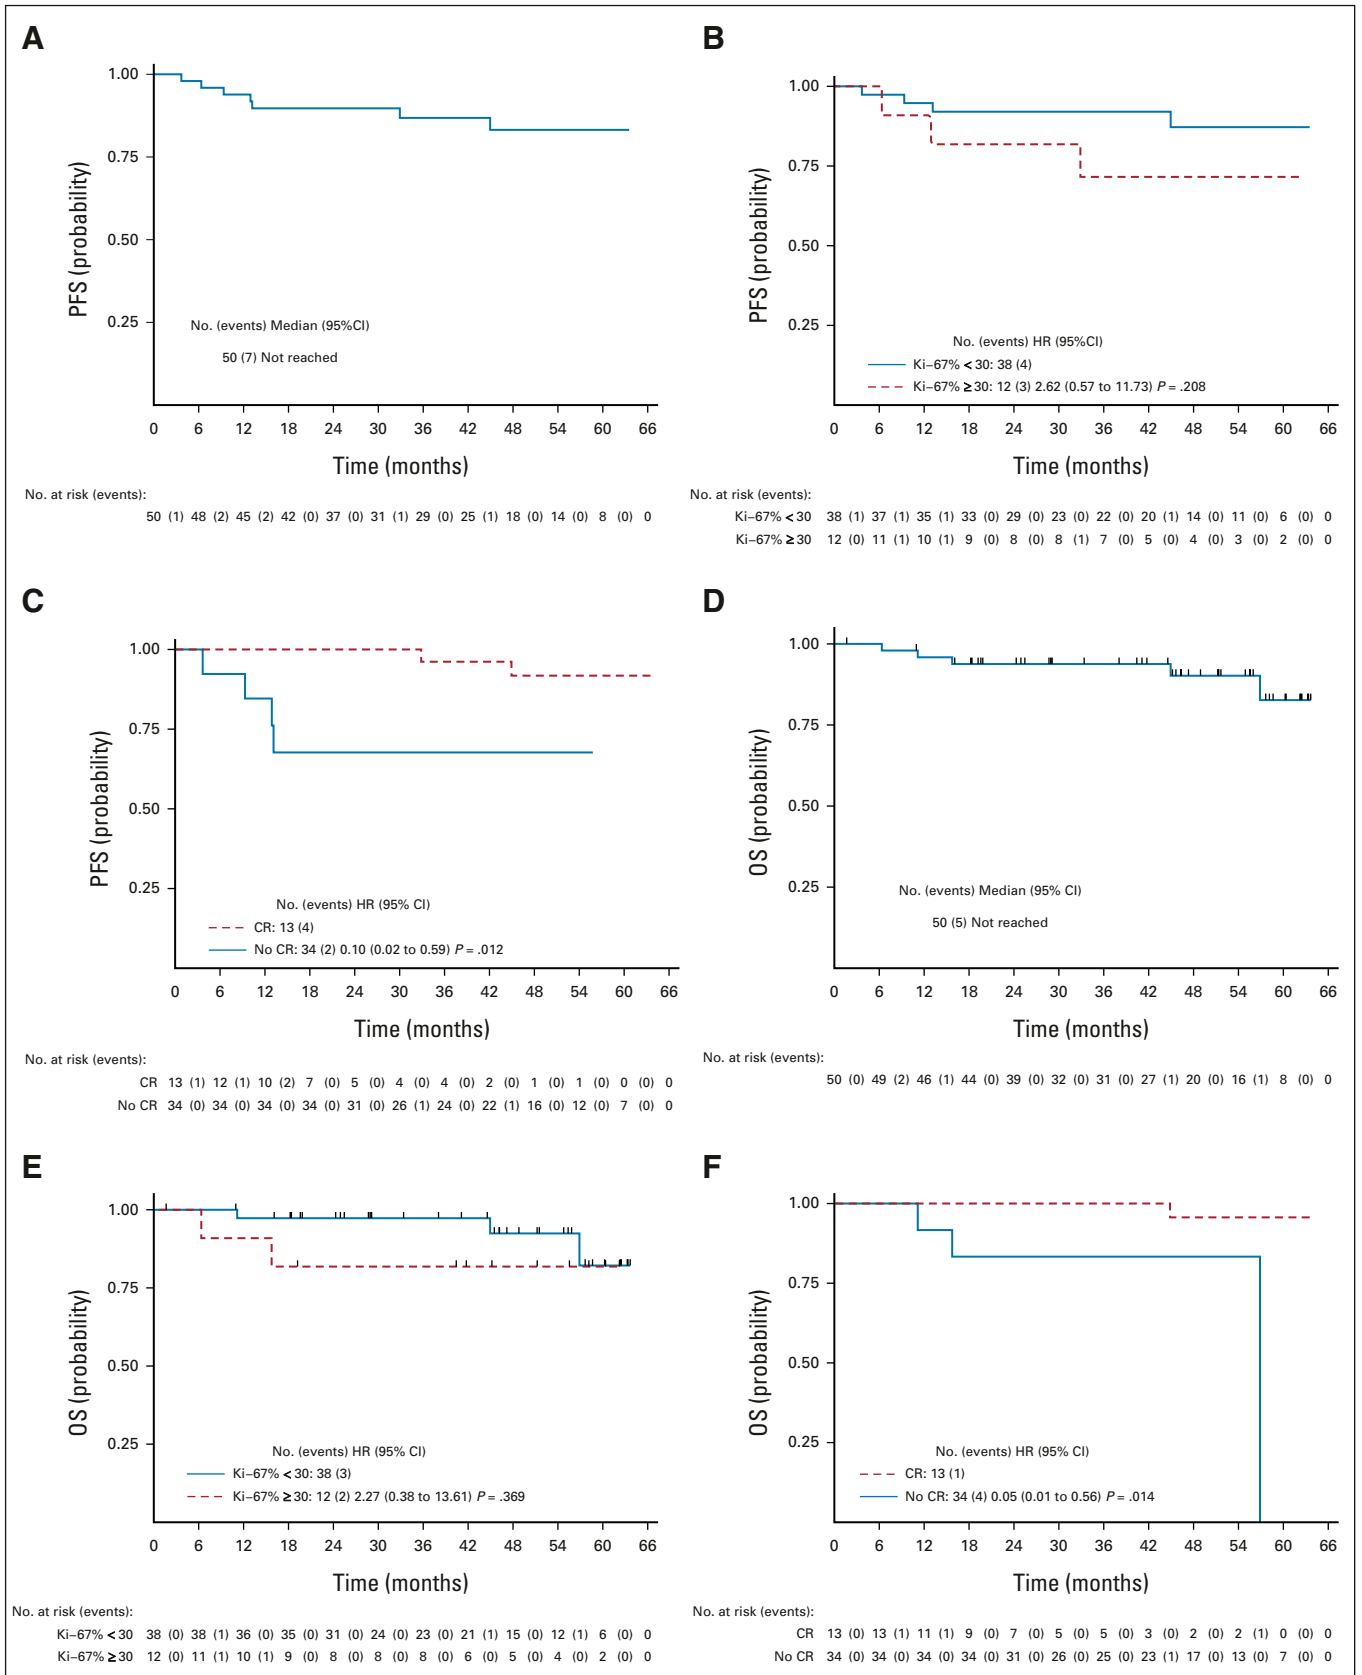 A
1.00
0.75
0.50
0.25
PFS (probability)
No. (events) Median (95%CI)
50 (7) Not reached
0 6 12 18 24 30 36 42 48 54 60 66
Time (months)
No. at risk (events):
50 (1) 48 (2) 45 (2) 42 (0) 37 (0) 31 (1) 29 (0) 25 (1) 18 (0) 14 (0) 8 (0) 0
B
1.00
0.75
0.50
0.25
PFS (probability)
No. (events) HR (95%CI)
Ki–67% < 30: 38 (4)
Ki–67% ≥ 30: 12 (3) 2.62 (0.57 to 11.73) P = .208
0 6 12 18 24 30 36 42 48 54 60 66
Time (months)
No. at risk (events):
Ki–67% < 30 38 (1) 37 (1) 35 (1) 33 (0) 29 (0) 23 (0) 22 (0) 20 (1) 14 (0) 11 (0) 6 (0) 0
Ki–67% ≥ 30 12 (0) 11 (1) 10 (1) 9 (0) 8 (0) 8 (1) 7 (0) 5 (0) 4 (0) 3 (0) 2 (0) 0
C
1.00
0.75
0.50
0.25
PFS (probability)
No. (events) HR (95% CI)
CR: 13 (4)
No CR: 34 (2) 0.10 (0.02 to 0.59) P = .012
0 6 12 18 24 30 36 42 48 54 60 66
Time (months)
No. at risk (events):
CR 13 (1) 12 (1) 10 (2) 7 (0) 5 (0) 4 (0) 4 (0) 2 (0) 1 (0) 1 (0) 0 (0) 0
No CR 34 (0) 34 (0) 34 (0) 34 (0) 31 (0) 26 (1) 24 (0) 22 (1) 16 (0) 12 (0) 7 (0) 0
D
1.00
0.75
0.50
0.25
OS (probability)
No. (events) Median (95% CI)
50 (5) Not reached
0 6 12 18 24 30 36 42 48 54 60 66
Time (months)
No. at risk (events):
50 (0) 49 (2) 46 (1) 44 (0) 39 (0) 32 (0) 31 (0) 27 (1) 20 (0) 16 (1) 8 (0) 0
E
1.00
0.75
0.50
0.25
OS (probability)
No. (events) HR (95% CI)
Ki–67% < 30: 38 (3)
Ki–67% ≥ 30: 12 (2) 2.27 (0.38 to 13.61) P = .369
0 6 12 18 24 30 36 42 48 54 60 66
Time (months)
No. at risk (events):
Ki–67% < 30 38 (0) 38 (1) 36 (0) 35 (0) 31 (0) 24 (0) 23 (0) 21 (1) 15 (0) 12 (1) 6 (0) 0
Ki–67% ≥ 30 12 (0) 11 (1) 10 (1) 9 (0) 8 (0) 8 (0) 8 (0) 6 (0) 5 (0) 4 (0) 2 (0) 0
F
1.00
0.75
0.50
0.25
OS (probability)
No. (events) HR (95% CI)
CR: 13 (1)
No CR: 34 (4) 0.05 (0.01 to 0.56) P = .014
0 6 12 18 24 30 36 42 48 54 60 66
Time (months)
No. at risk (events):
CR 13 (0) 13 (1) 11 (1) 9 (0) 7 (0) 5 (0) 5 (0) 3 (0) 2 (0) 2 (1) 0 (0) 0
No CR 34 (0) 34 (0) 34 (0) 34 (0) 31 (0) 26 (0) 25 (0) 23 (1) 17 (0) 13 (0) 7 (0) 0